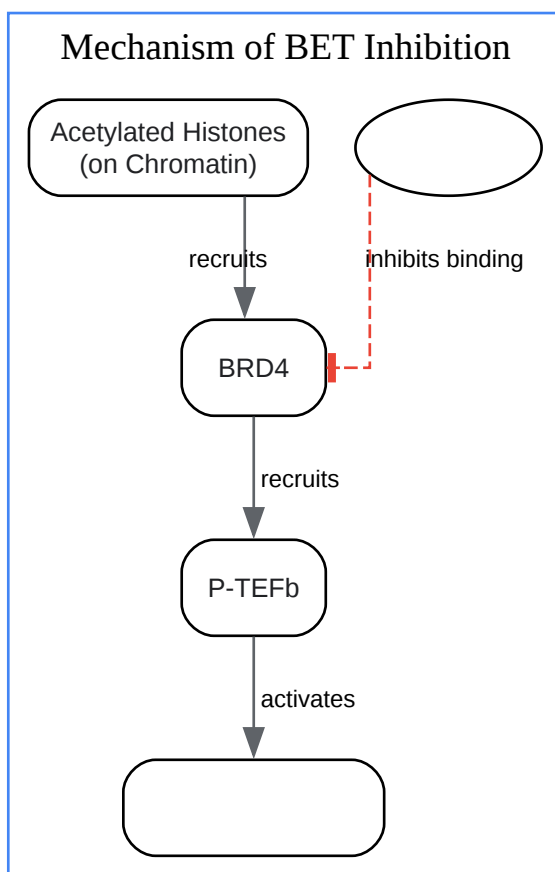 Mechanism of BET Inhibition
Acetylated Histones
(on Chromatin)
recruits
inhibits binding
BRD4
recruits
P-TEFb
activates